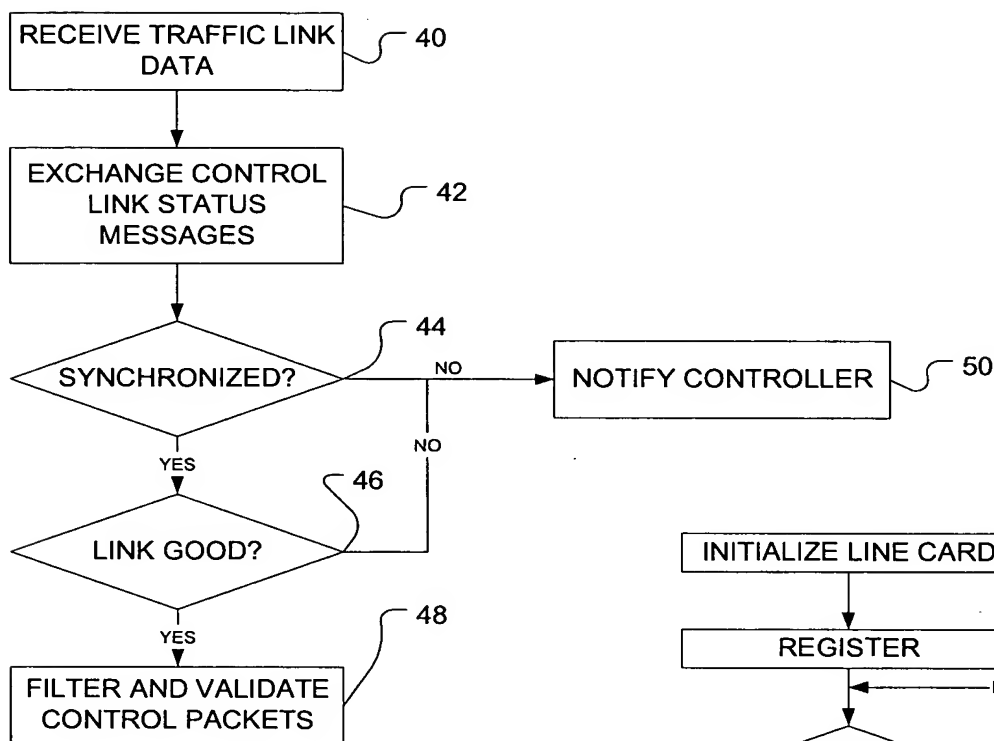 RECEIVE TRAFFIC LINK
DATA
40
EXCHANGE CONTROL
LINK STATUS
MESSAGES
42
SYNCHRONIZED?
44
NO
NOTIFY CONTROLLER
50
NO
YES
LINK GOOD?
46
YES
FILTER AND VALIDATE
CONTROL PACKETS
48
INITIALIZE LINE CARD
REGISTER